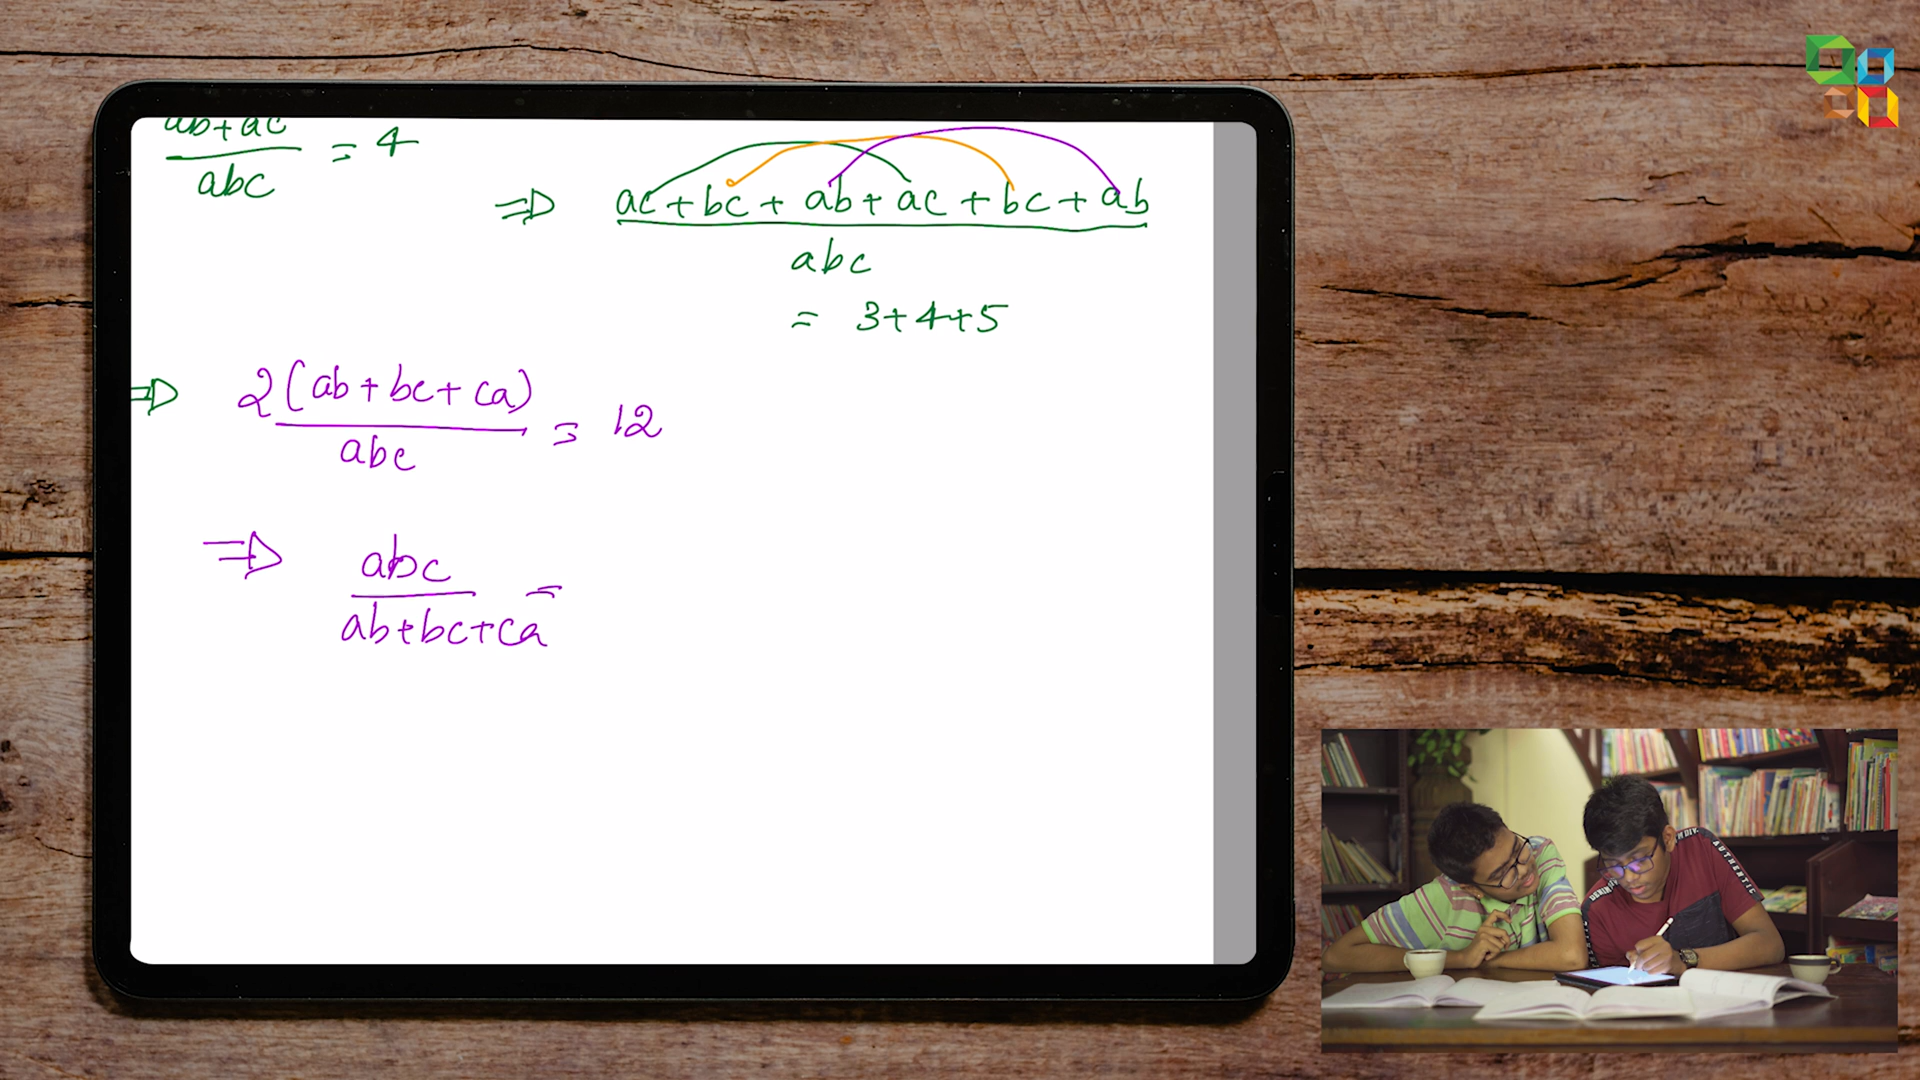 ab+ac
abc
= 4
⇒ ac+bc + ab+ac +bc+ab
abc
= 3+4+5
⇒ 2(ab+bc+ca)
abc
= 12
⇒ abc
ab+bc+ca
=
AUTHENTIC